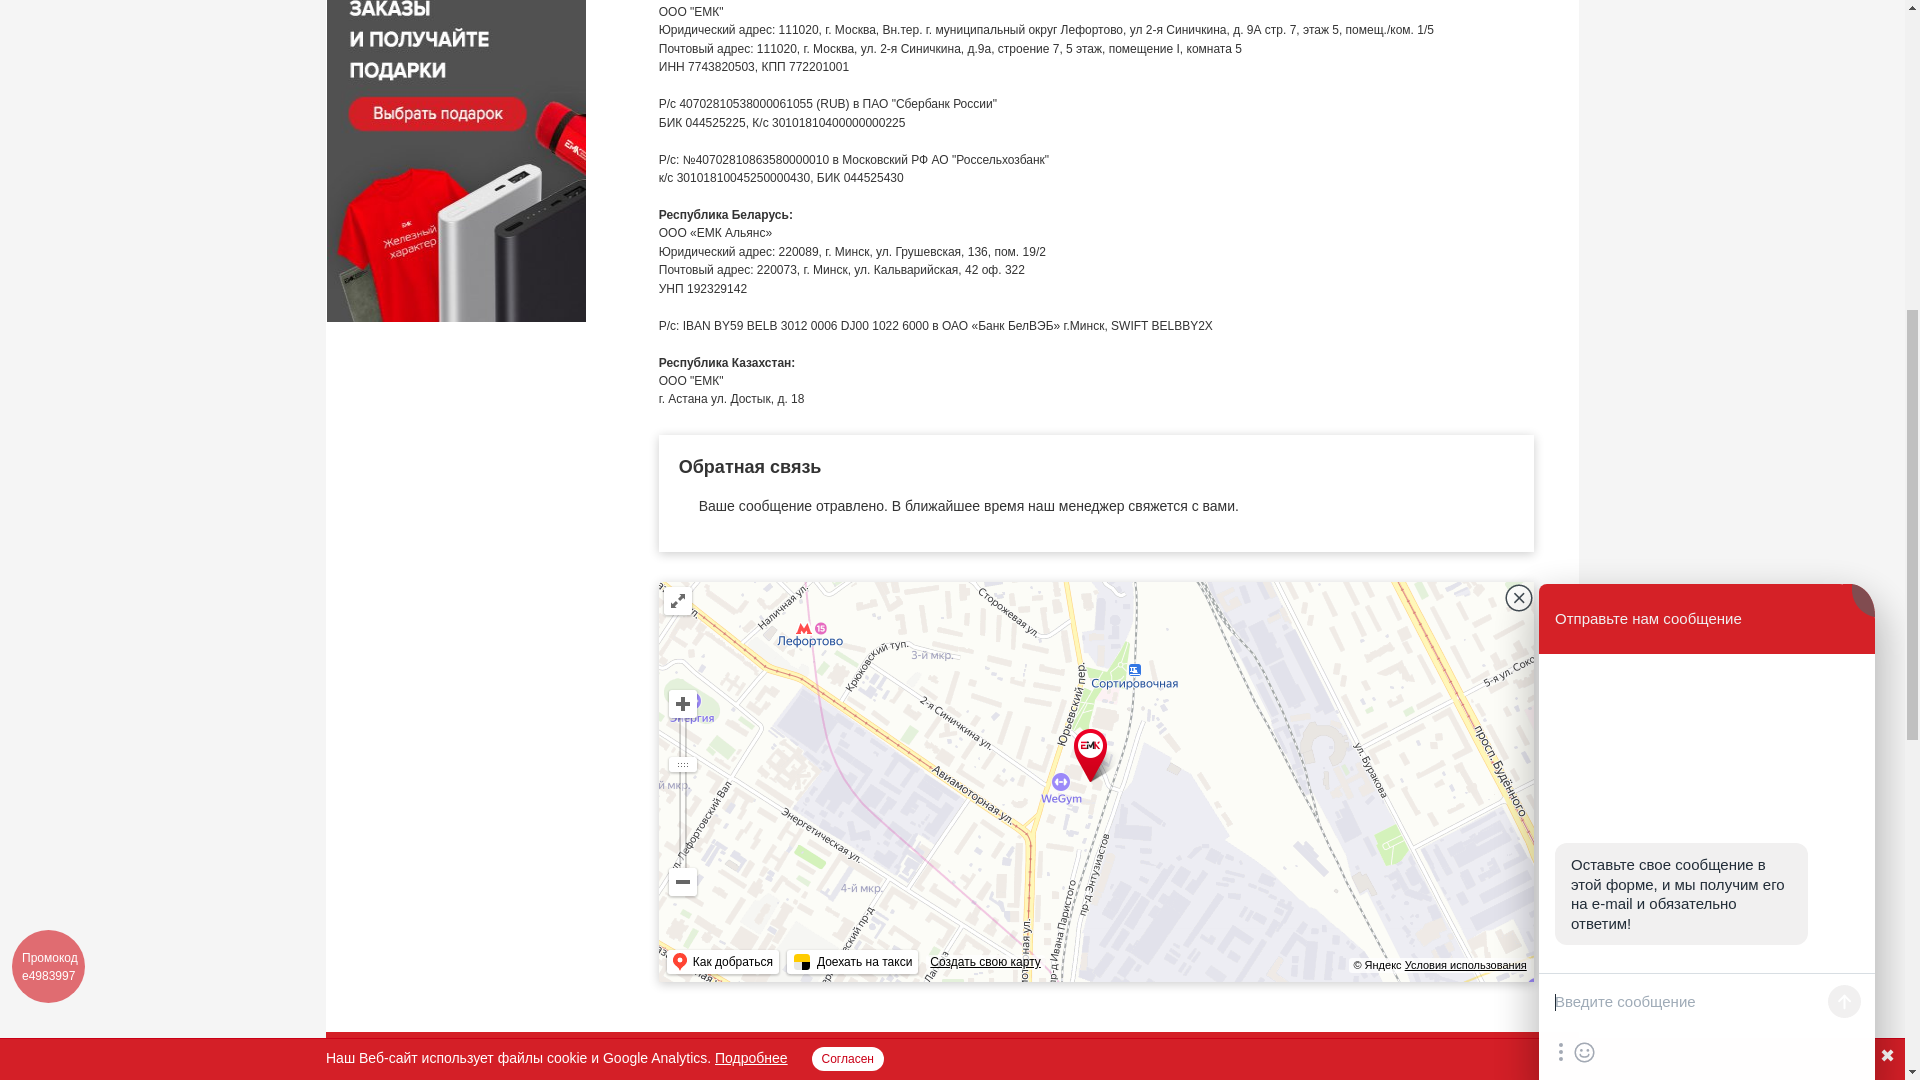 ЗАКАЗЫ
И ПОЛУЧАЙТЕ
ПОДАРКИ
Выбрать подарок
ЕМК
Железный
характер
ООО "ЕМК"
Юридический адрес: 111020, г. Москва, Вн.тер. г. муниципальный округ Лефортово, ул 2-я Синичкина, д. 9А стр. 7, этаж 5, помещ./ком. 1/5
Почтовый адрес: 111020, г. Москва, ул. 2-я Синичкина, д.9а, строение 7, 5 этаж, помещение I, комната 5
ИНН 7743820503, КПП 772201001
Р/с 40702810538000061055 (RUB) в ПАО "Сбербанк России"
БИК 044525225, К/с 30101810400000000225
Р/с: №40702810863580000010 в Московский РФ АО "Россельхозбанк"
к/с 30101810045250000430, БИК 044525430
Республика Беларусь:
ООО «ЕМК Альянс»
Юридический адрес: 220089, г. Минск, ул. Грушевская, 136, пом. 19/2
Почтовый адрес: 220073, г. Минск, ул. Кальварийская, 42 оф. 322
УНП 192329142
Р/с: IBAN BY59 BELB 3012 0006 DJ00 1022 6000 в ОАО «Банк БелВЭБ» г.Минск, SWIFT BELBBY2X
Республика Казахстан:
ООО "ЕМК"
г. Астана ул. Достык, д. 18
Обратная связь
Ваше сообщение отравлено. В ближайшее время наш менеджер свяжется с вами.
Наличная ул.
Сторожевая ул.
15
Лефортово
Крюковский туп.
3-й мкр.
Юрьевский пер.
Сортировочная
5-я ул. Соко
Энергия
2-я Синичкина ул.
ЕМК
просп. Будённого
ул. Буракова
WeGym
й мкр.
Авиамоторная ул.
л. Лефортовский Вал
Энергетическая ул.
пр-д Энтузиастов
4-й мкр.
пр-д Ивана Паристого
Как добраться
Доехать на такси
Создать свою карту
© Яндекс Условия использования
Отправьте нам сообщение
Оставьте свое сообщение в
этой форме, и мы получим его
на e-mail и обязательно
ответим!
Введите сообщение
Промокод
e4983997
Наш Веб-сайт использует файлы cookie и Google Analytics. Подробнее
Согласен